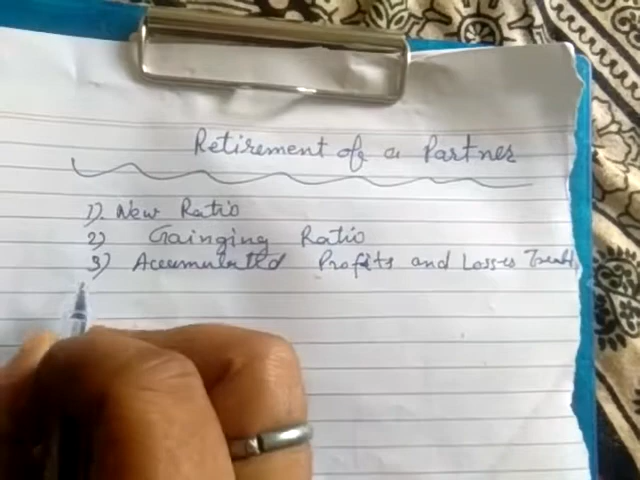 Retirement of a Partner
1). New Ratio
2) Gainging Ratio
3) Accumulated Profits and Losses